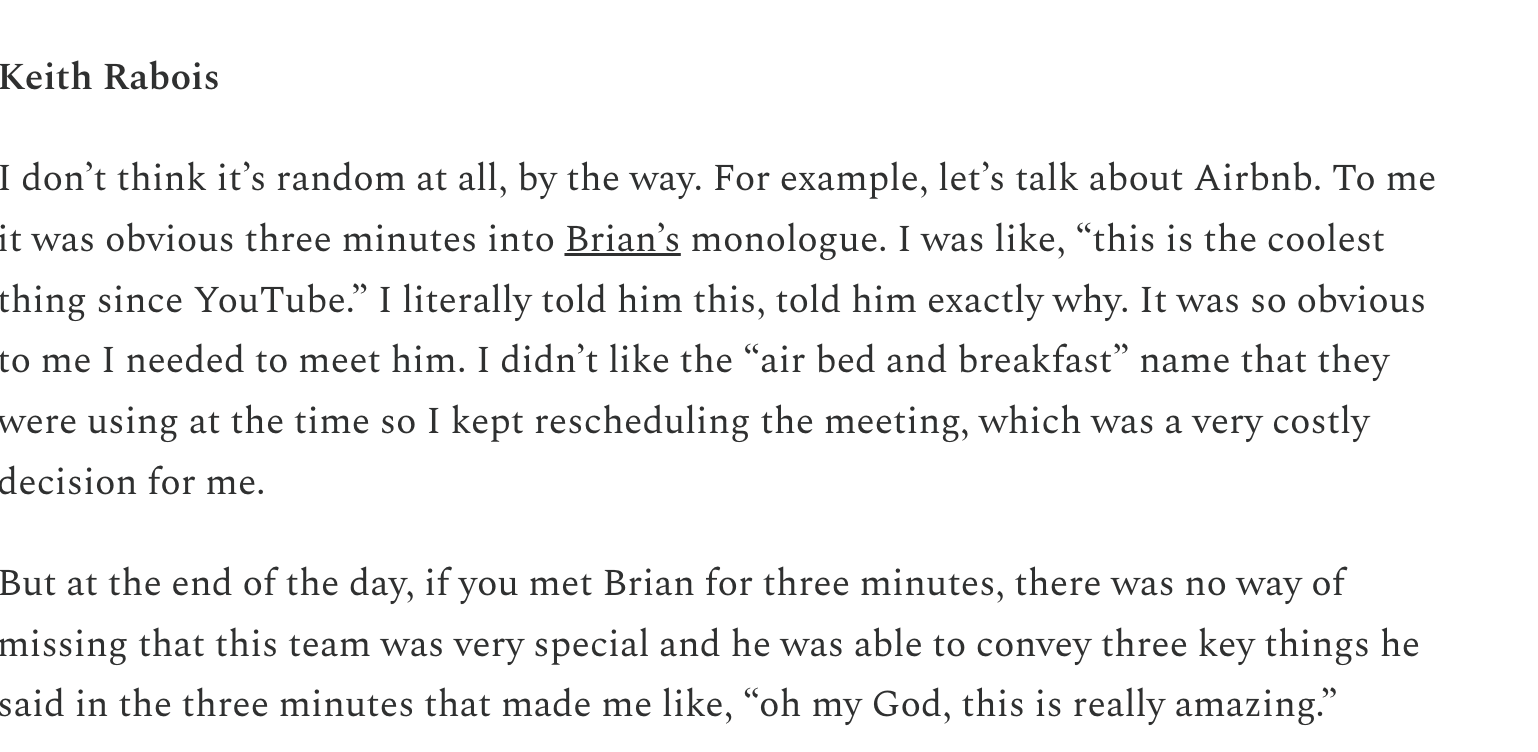 Keith Rabois
I don’t think it’s random at all, by the way. For example, let’s talk about Airbnb. To me
it was obvious three minutes into Brian’s monologue. I was like, “this is the coolest
thing since YouTube.” I literally told him this, told him exactly why. It was so obvious
to me I needed to meet him. I didn’t like the “air bed and breakfast” name that they
were using at the time so I kept rescheduling the meeting, which was a very costly
decision for me.
But at the end of the day, if you met Brian for three minutes, there was no way of
missing that this team was very special and he was able to convey three key things he
said in the three minutes that made me like, “oh my God, this is really amazing.”